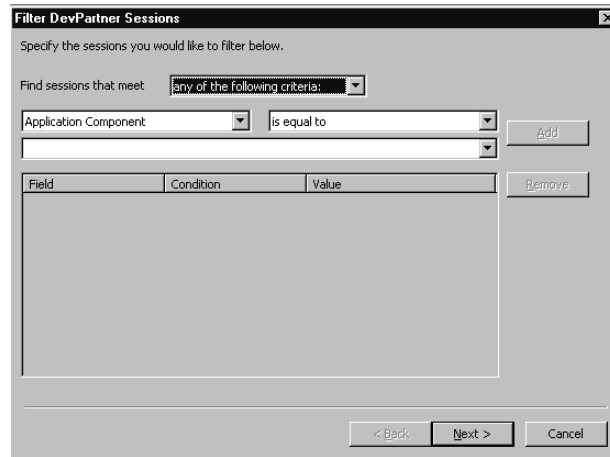 Filter DevPartner Sessions
Specify the sessions you would like to filter below.
Find sessions that meet any of the following criteria:
Application Component is equal to
Add
Field Condition Value
Remove
< Back Next > Cancel